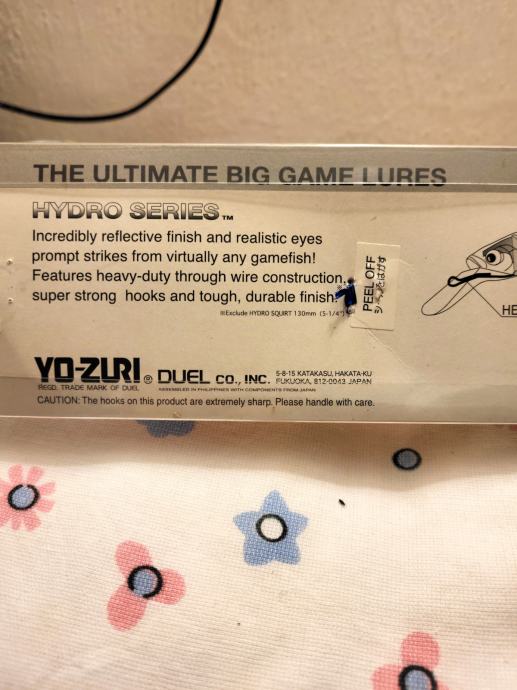 THE ULTIMATE BIG GAME LURES
HYDRO SERIES™
Incredibly reflective finish and realistic eyes
prompt strikes from virtually any gamefish!
Features heavy-duty through wire construction,
super strong hooks and tough, durable finish!
※Exclude HYDRO SQUIRT 130mm (5-1/4")
PEEL OFF
HE
YO-ZURI® DUEL CO., INC. 5-8-15 KATAKASU, HAKATA-KU
FUKUOKA, 812-0043 JAPAN
REGD. TRADE MARK OF DUEL
ASSEMBLED IN PHILIPPINES WITH COMPONENTS FROM JAPAN
CAUTION: The hooks on this product are extremely sharp. Please handle with care.